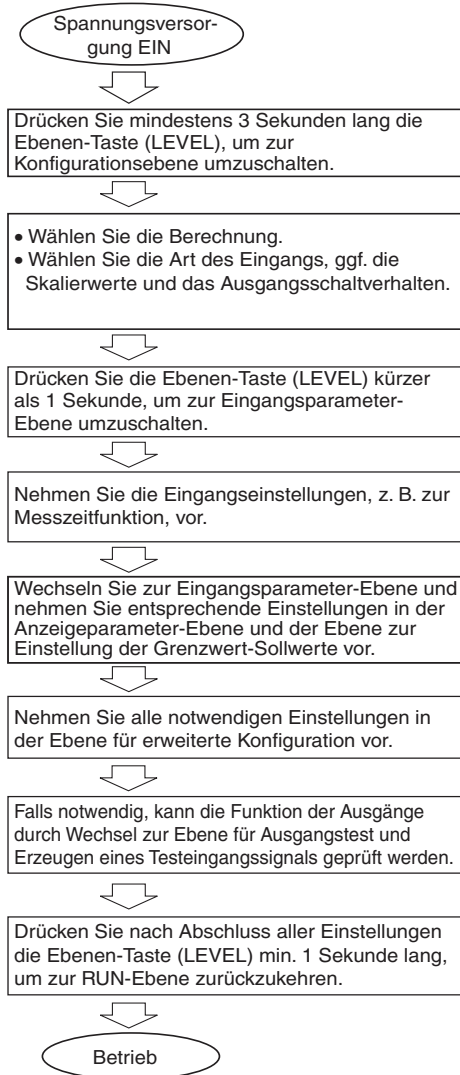 Spannungsversor-
gung EIN
Drücken Sie mindestens 3 Sekunden lang die
Ebenen-Taste (LEVEL), um zur
Konfigurationsebene umzuschalten.
• Wählen Sie die Berechnung.
• Wählen Sie die Art des Eingangs, ggf. die
Skalierwerte und das Ausgangsschaltverhalten.
Drücken Sie die Ebenen-Taste (LEVEL) kürzer
als 1 Sekunde, um zur Eingangsparameter-
Ebene umzuschalten.
Nehmen Sie die Eingangseinstellungen, z. B. zur
Messzeitfunktion, vor.
Wechseln Sie zur Eingangsparameter-Ebene und
nehmen Sie entsprechende Einstellungen in der
Anzeigeparameter-Ebene und der Ebene zur
Einstellung der Grenzwert-Sollwerte vor.
Nehmen Sie alle notwendigen Einstellungen in
der Ebene für erweiterte Konfiguration vor.
Falls notwendig, kann die Funktion der Ausgänge
durch Wechsel zur Ebene für Ausgangstest und
Erzeugen eines Testeingangssignals geprüft werden.
Drücken Sie nach Abschluss aller Einstellungen
die Ebenen-Taste (LEVEL) min. 1 Sekunde lang,
um zur RUN-Ebene zurückzukehren.
Betrieb